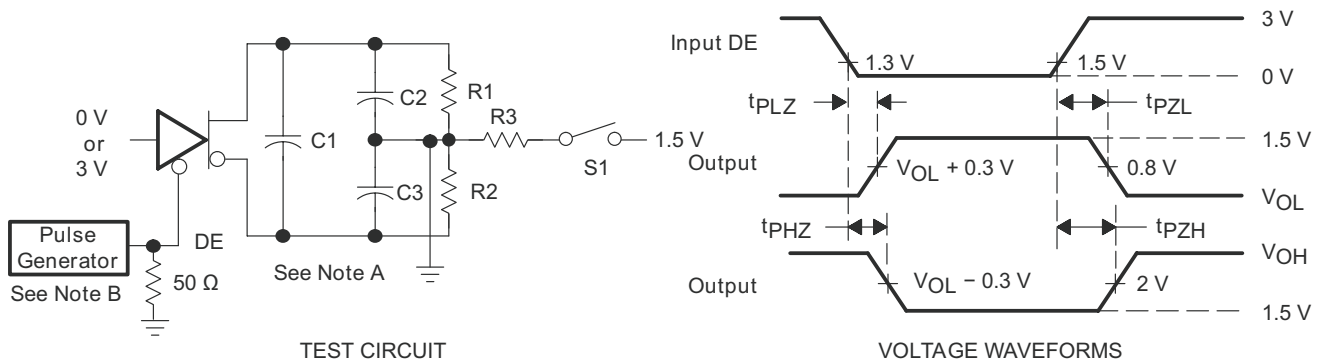 0 V
or
3 V
Pulse
Generator
See Note B
50 Ω
DE
C1
C2
C3
R1
R2
R3
S1
1.5 V
See Note A
TEST CIRCUIT
Input DE
3 V
1.3 V
1.5 V
0 V
tPLZ
tPZL
1.5 V
Output
VOL + 0.3 V
0.8 V
VOL
tPHZ
tPZH
VOH
Output
VOL − 0.3 V
2 V
1.5 V
VOLTAGE WAVEFORMS